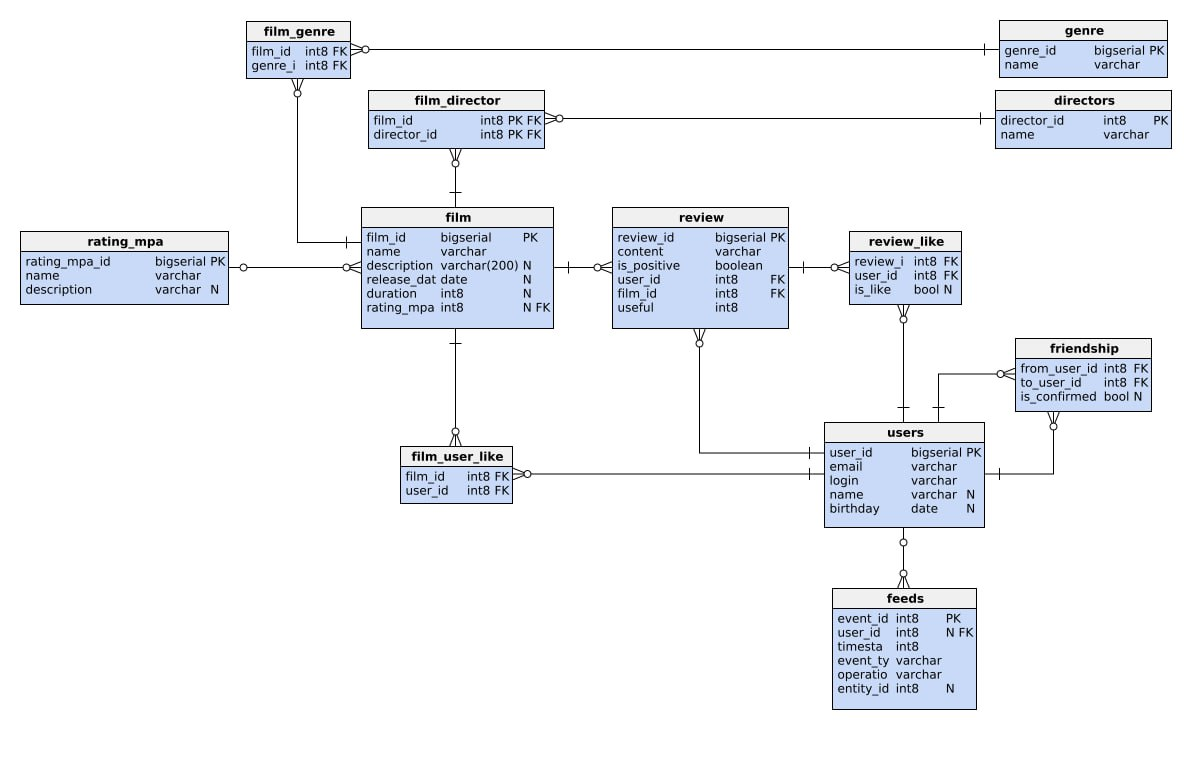 film_genre
film_id int8 FK
genre_i int8 FK
genre
genre_id bigserial PK
name varchar
film_director
film_id int8 PK FK
director_id int8 PK FK
directors
director_id int8 PK
name varchar
rating_mpa
rating_mpa_id bigserial PK
name varchar
description varchar N
film
film_id bigserial PK
name varchar
description varchar(200) N
release_dat date N
duration int8 N
rating_mpa int8 N FK
review
review_id bigserial PK
content varchar
is_positive boolean
user_id int8 FK
film_id int8 FK
useful int8
review_like
review_i int8 FK
user_id int8 FK
is_like bool N
friendship
from_user_id int8 FK
to_user_id int8 FK
is_confirmed bool N
film_user_like
film_id int8 FK
user_id int8 FK
users
user_id bigserial PK
email varchar
login varchar
name varchar N
birthday date N
feeds
event_id int8 PK
user_id int8 N FK
timesta int8
event_ty varchar
operatio varchar
entity_id int8 N